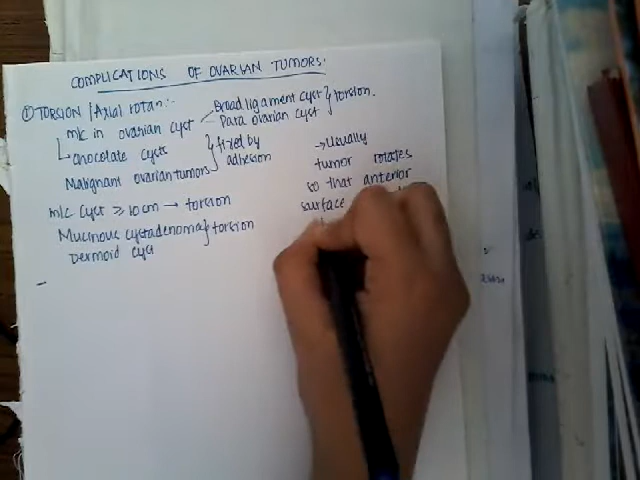 COMPLICATIONS OF OVARIAN TUMORS:
① TORSION / Axial rotan:-
m/c in ovarian cyst
Broad ligament cyst } torsion.
Para ovarian cyst
chocolate cysts } fixed by
Malignant ovarian tumors adhesion
m/c cyst ≥ 10 cm → torsion
Mucinous cystadenoma } torsion
Dermoid cyst
→ Usually
tumor rotates
so that anterior
surface